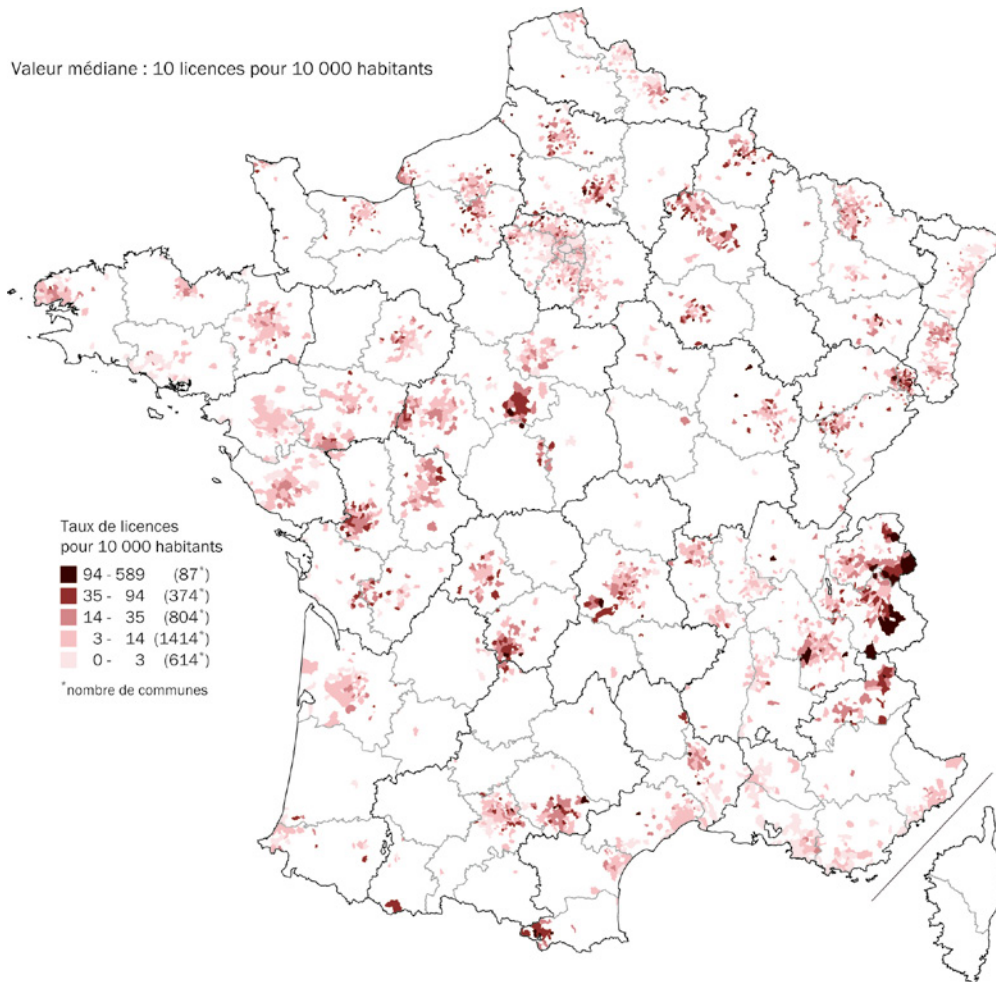 Valeur médiane : 10 licences pour 10 000 habitants
Taux de licences
pour 10 000 habitants
94 - 589 (87*)
35 - 94 (374*)
14 - 35 (804*)
3 - 14 (1414*)
0 - 3 (614*)
*nombre de communes